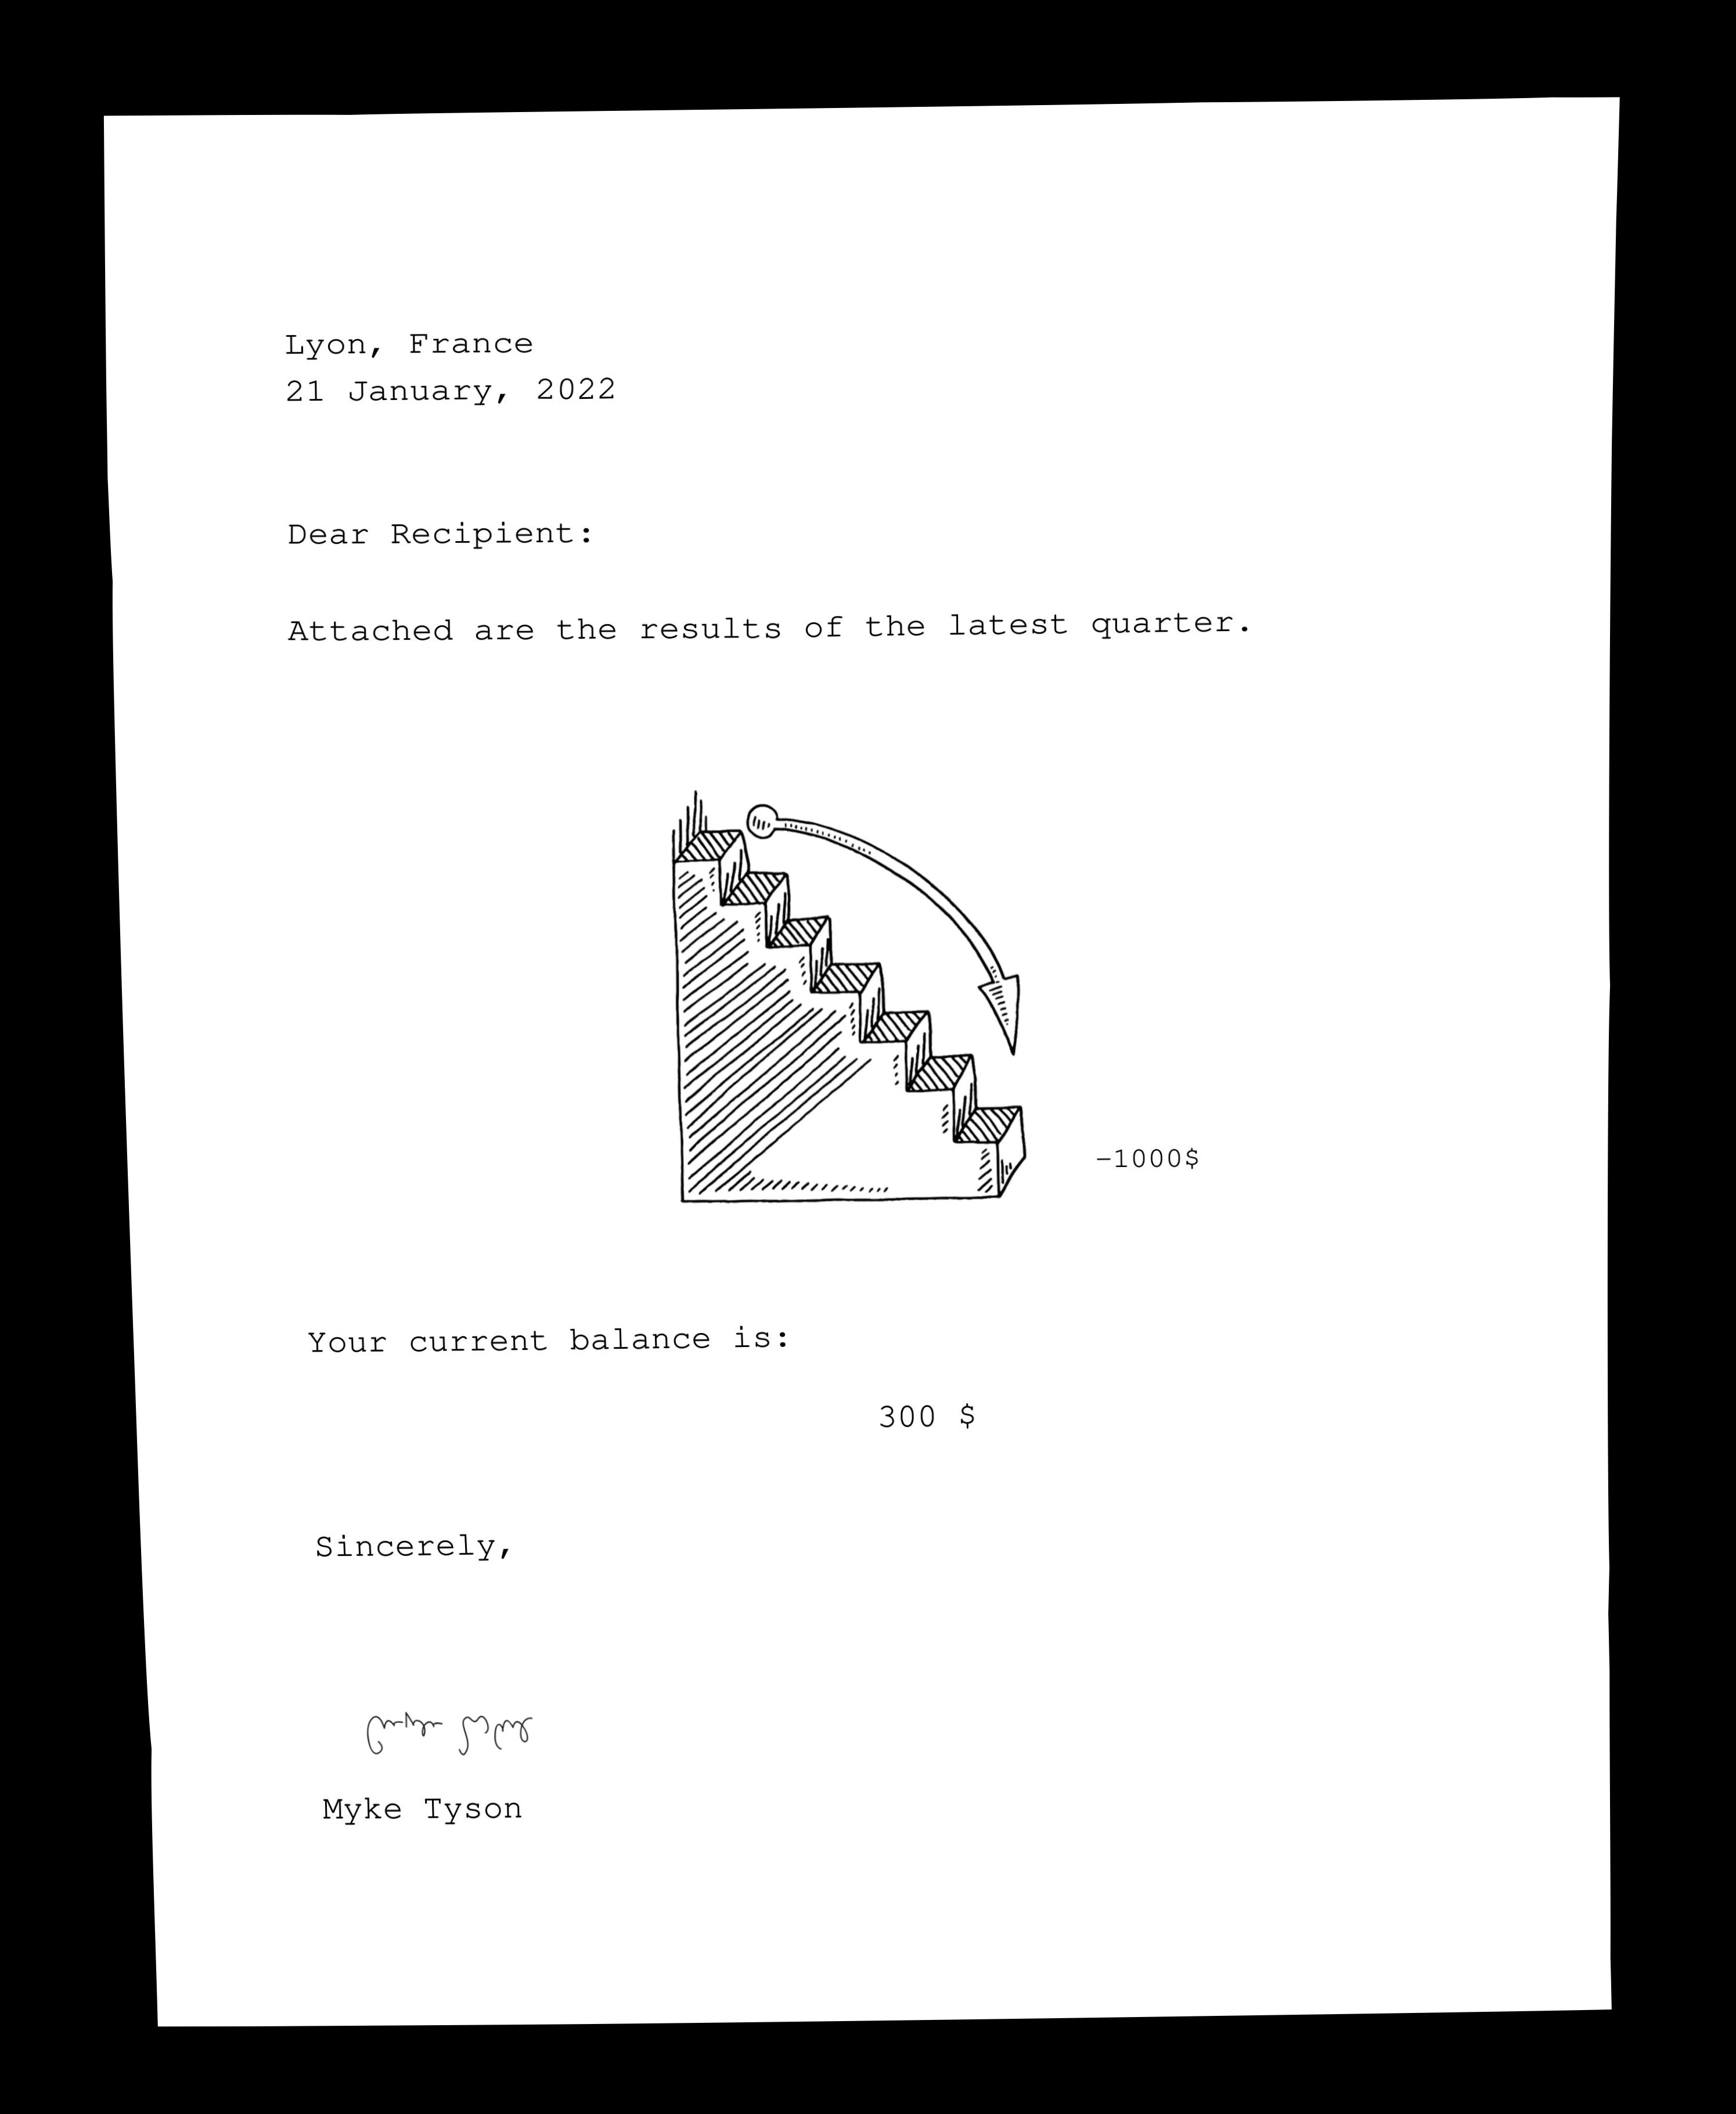 Lyon, France
21 January, 2022
Dear Recipient:
Attached are the results of the latest quarter.
–1000$
Your current balance is:
300 $
Sincerely,
Myke Tyson